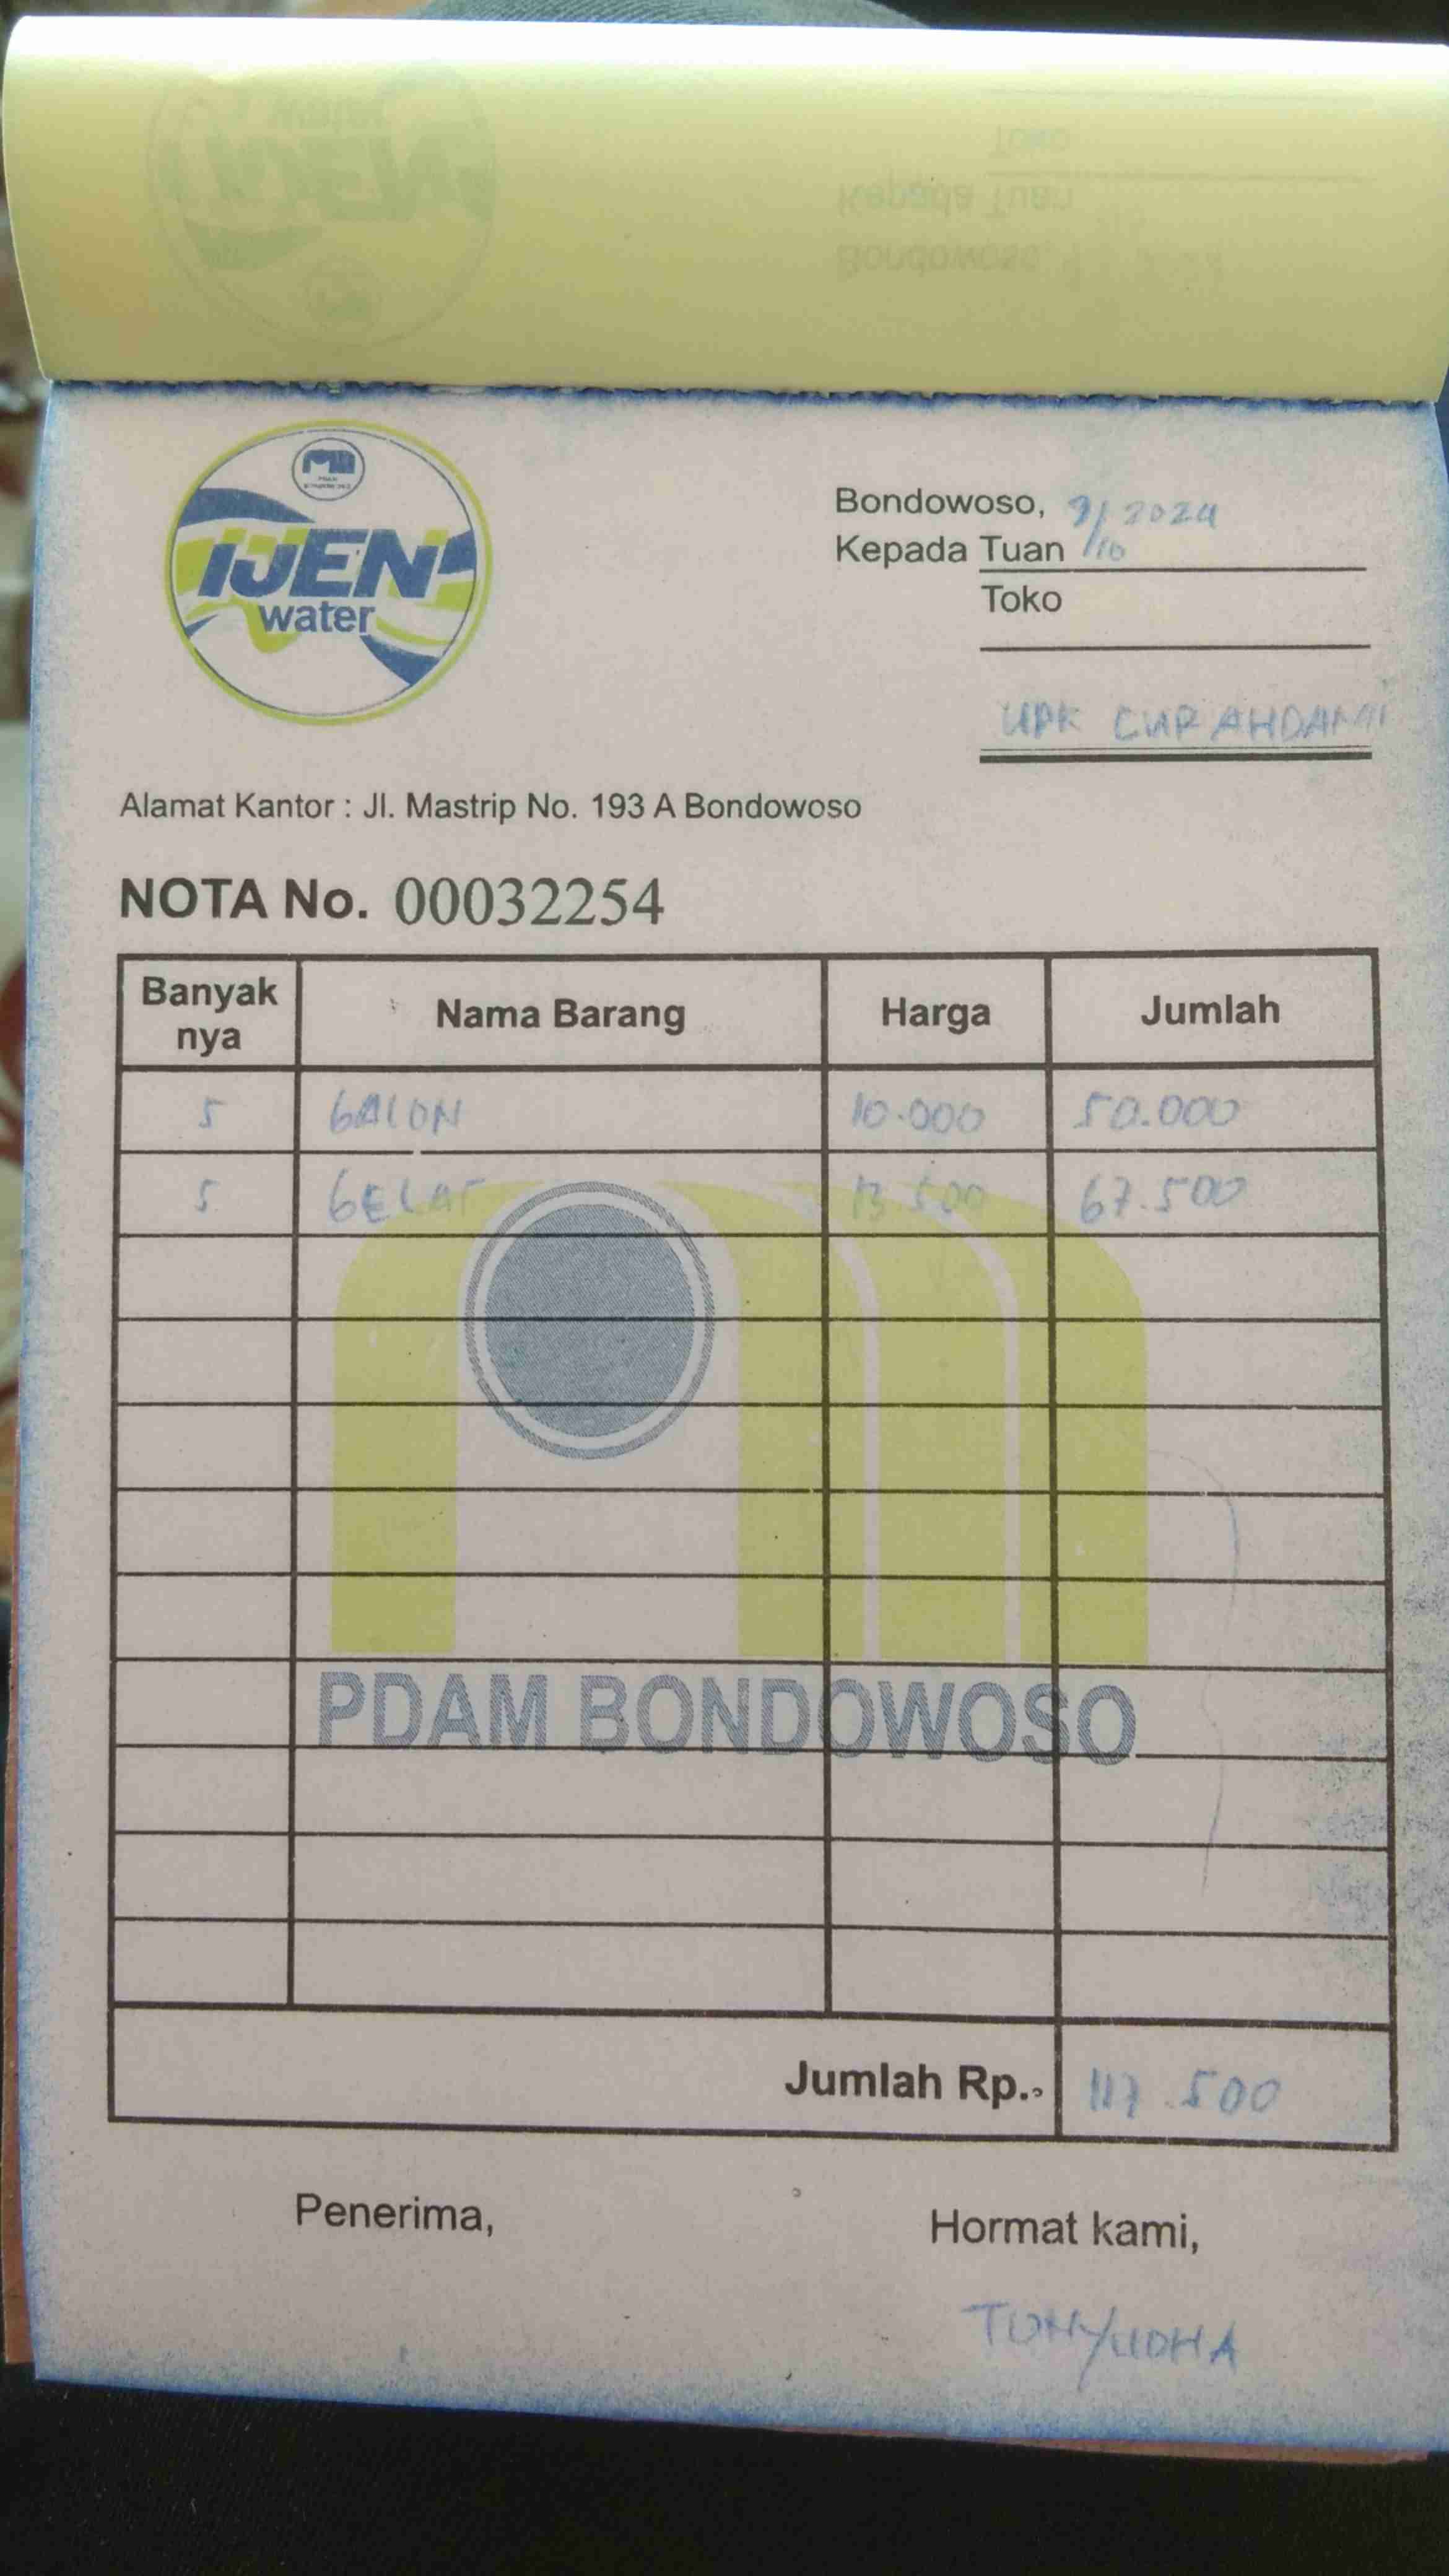 IJEN
water
Bondowoso, 9/10 2024
Kepada Tuan
Toko
UPK CURAHDAMI
Alamat Kantor : Jl. Mastrip No. 193 A Bondowoso
NOTA No. 00032254
Banyak nya Nama Barang Harga Jumlah
5 GALON 10.000 50.000
5 GELAS 13.500 67.500
PDAM BONDOWOSO
Jumlah Rp. 117.500
Penerima, Hormat kami,
TONY/UDHA